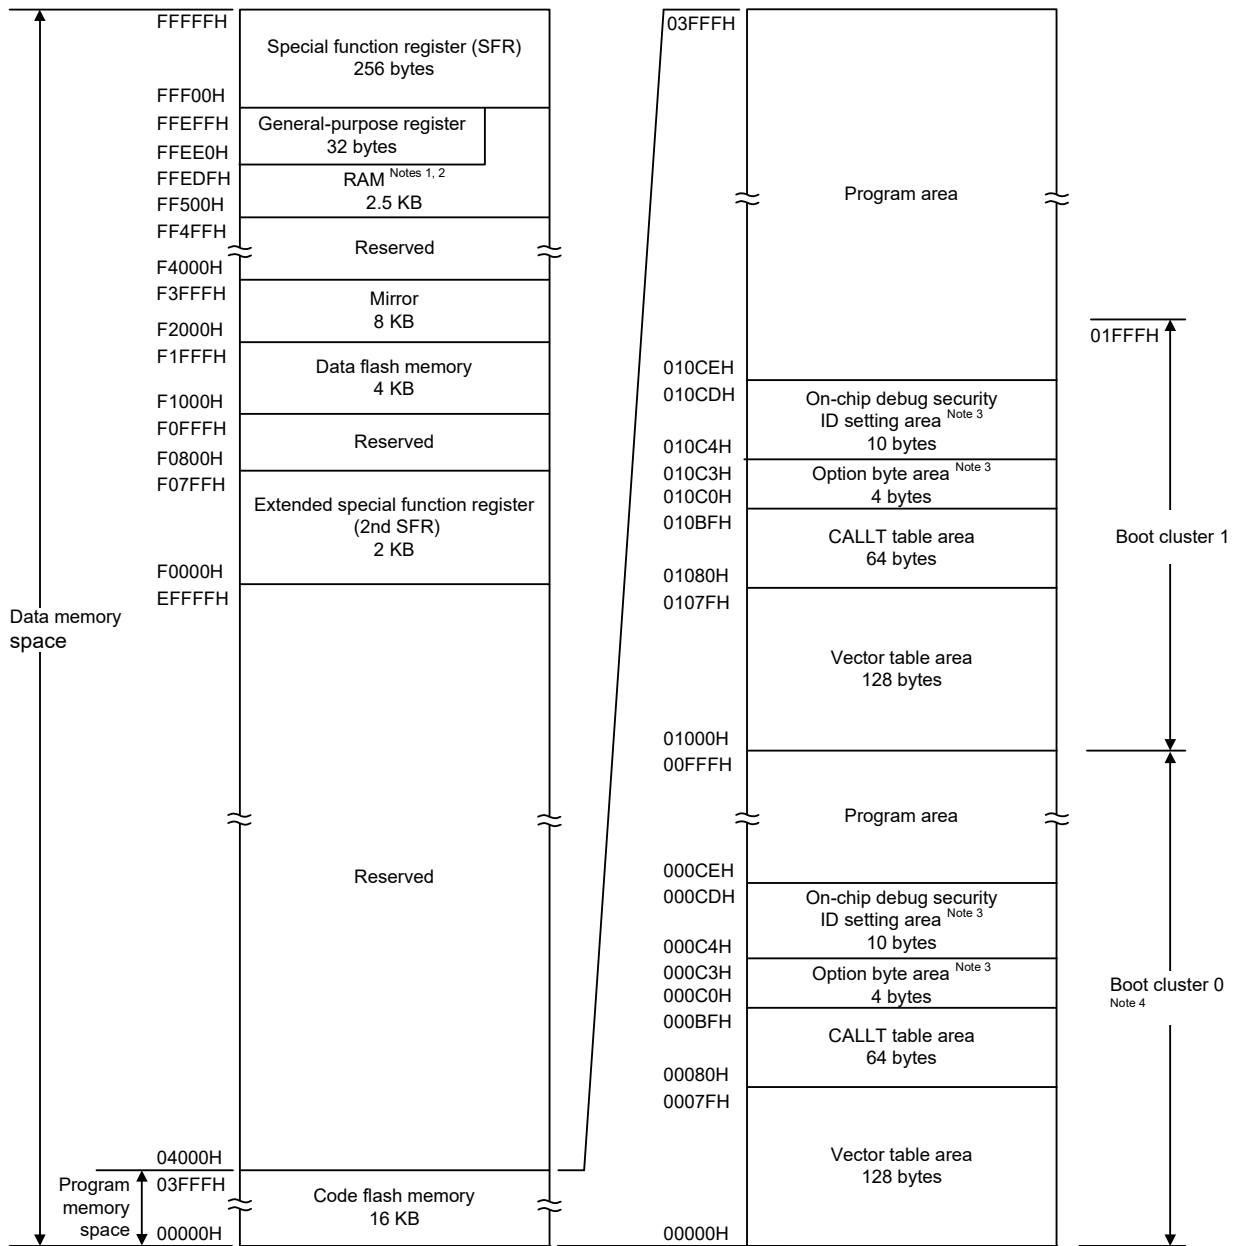 FFFFFH
Special function register (SFR)
256 bytes
FFF00H
FFEFFH
General-purpose register
32 bytes
FFEE0H
FFEDFH
RAM Notes 1, 2
2.5 KB
FF500H
FF4FFH
Reserved
F4000H
F3FFFH
Mirror
8 KB
F2000H
F1FFFH
Data flash memory
4 KB
F1000H
F0FFFH
Reserved
F0800H
F07FFH
Extended special function register
(2nd SFR)
2 KB
F0000H
EFFFFH
Data memory
space
Reserved
04000H
03FFFH
Program
memory
space
Code flash memory
16 KB
00000H
03FFFH
Program area
01FFFH
010CEH
010CDH
On-chip debug security
ID setting area Note 3
10 bytes
010C4H
010C3H
Option byte area Note 3
4 bytes
010C0H
010BFH
CALLT table area
64 bytes
Boot cluster 1
01080H
0107FH
Vector table area
128 bytes
01000H
00FFFH
Program area
000CEH
000CDH
On-chip debug security
ID setting area Note 3
10 bytes
000C4H
000C3H
Option byte area Note 3
4 bytes
000C0H
000BFH
Boot cluster 0
Note 4
CALLT table area
64 bytes
00080H
0007FH
Vector table area
128 bytes
00000H